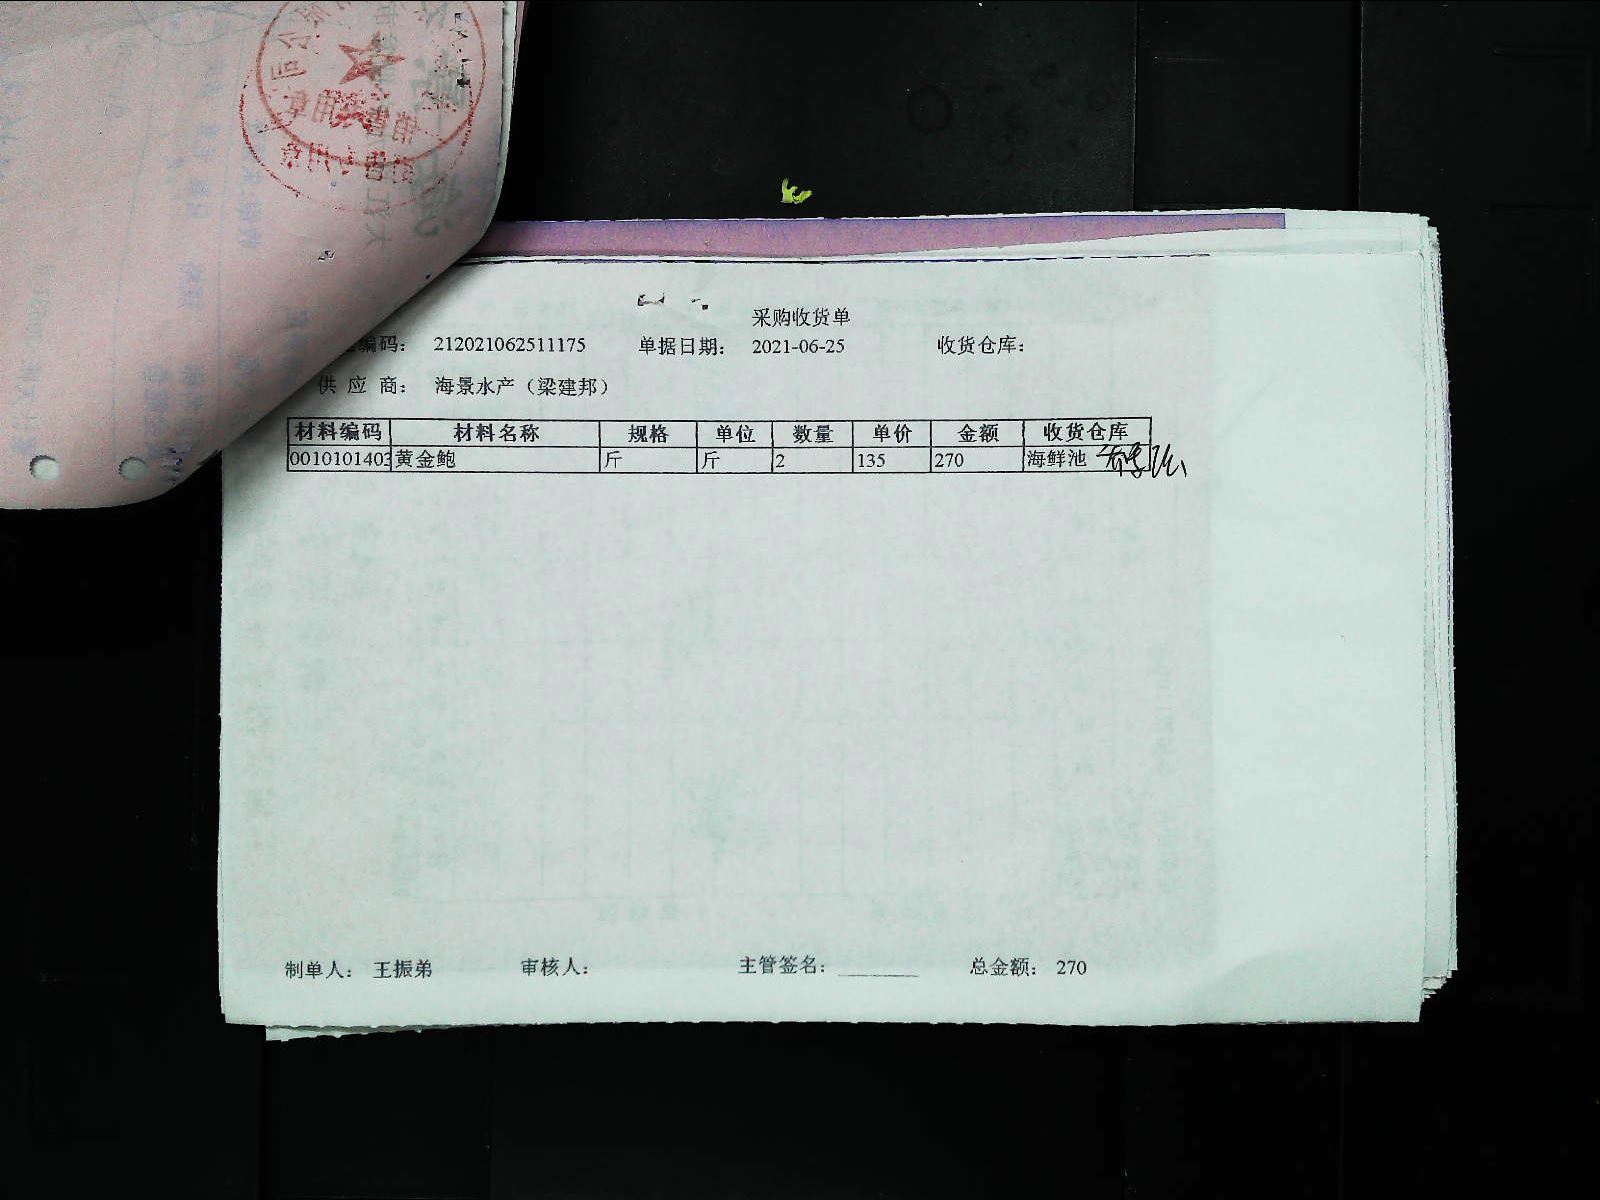 采购收货单
编码： 212021062511175 单据日期： 2021-06-25 收货仓库：
供 应 商： 海景水产（梁建邦）
材料编码 材料名称 规格 单位 数量 单价 金额 收货仓库
0010101403 黄金鲍 斤 斤 2 135 270 海鲜池
制单人： 王振弟 审核人： 主管签名： ________ 总金额： 270